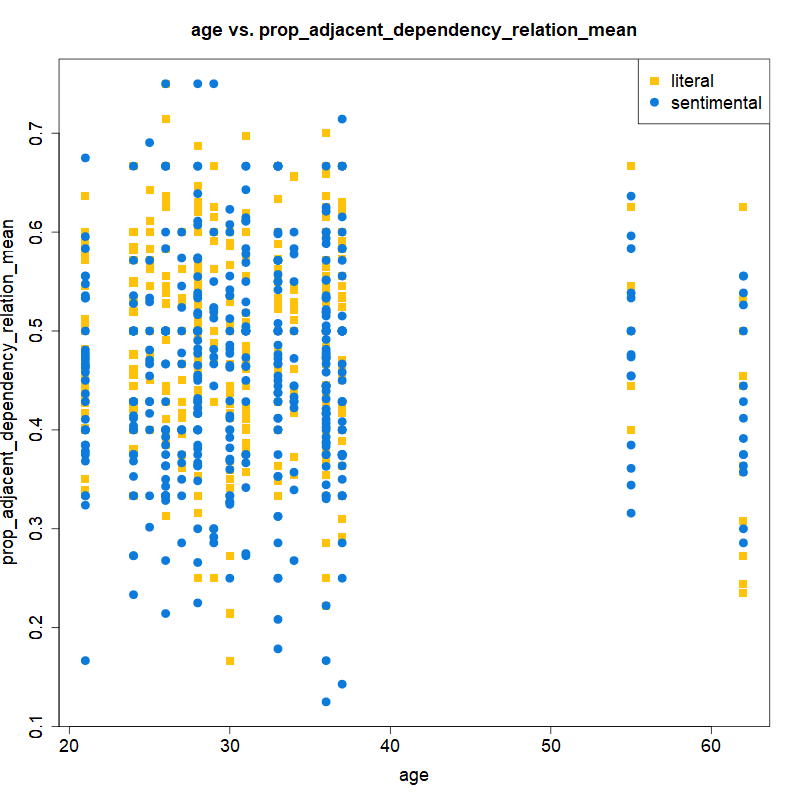 age vs. prop_adjacent_dependency_relation_mean
literal
sentimental
prop_adjacent_dependency_relation_mean
0.7
0.6
0.5
0.4
0.3
0.2
0.1
20
30
40
50
60
age